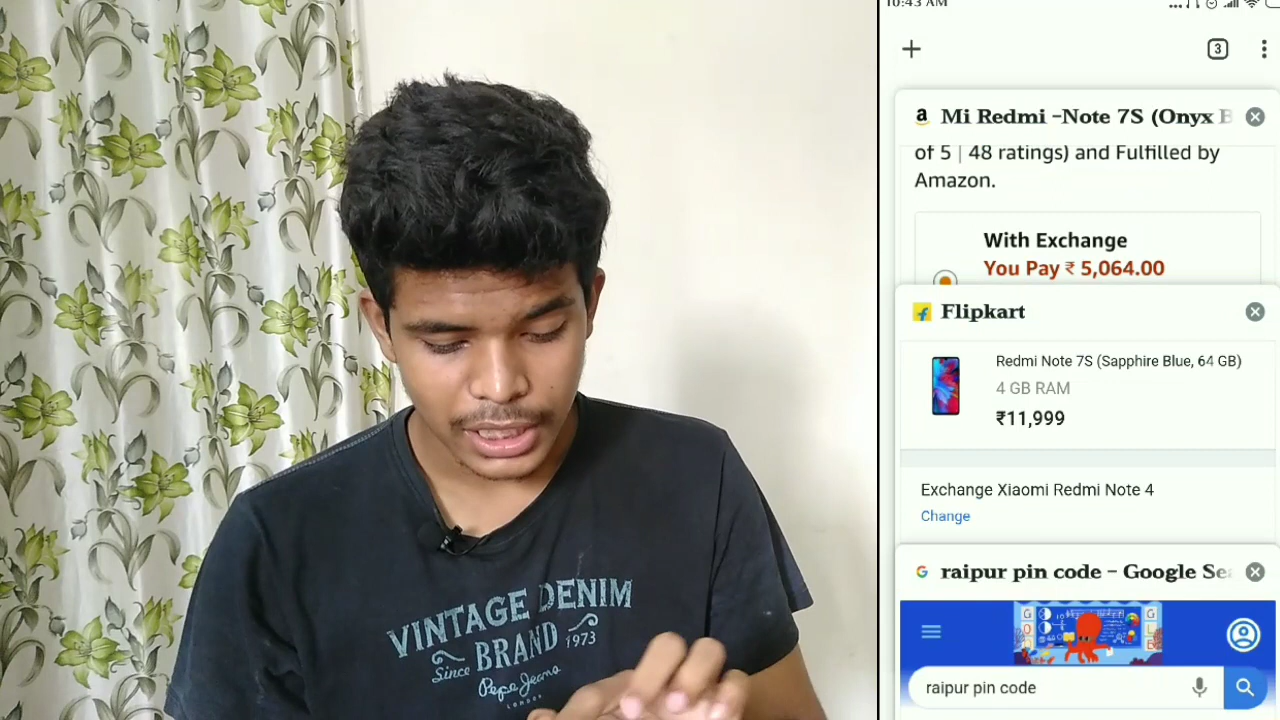 VINTAGE DENIM
Since BRAND 1973
Pepe Jeans
LONDON
10:43 AM
3
a Mi Redmi -Note 7S (Onyx B
of 5 | 48 ratings) and Fulfilled by
Amazon.
With Exchange
You Pay ₹ 5,064.00
Flipkart
Redmi Note 7S (Sapphire Blue, 64 GB)
4 GB RAM
₹11,999
Exchange Xiaomi Redmi Note 4
Change
G raipur pin code - Google Se
raipur pin code